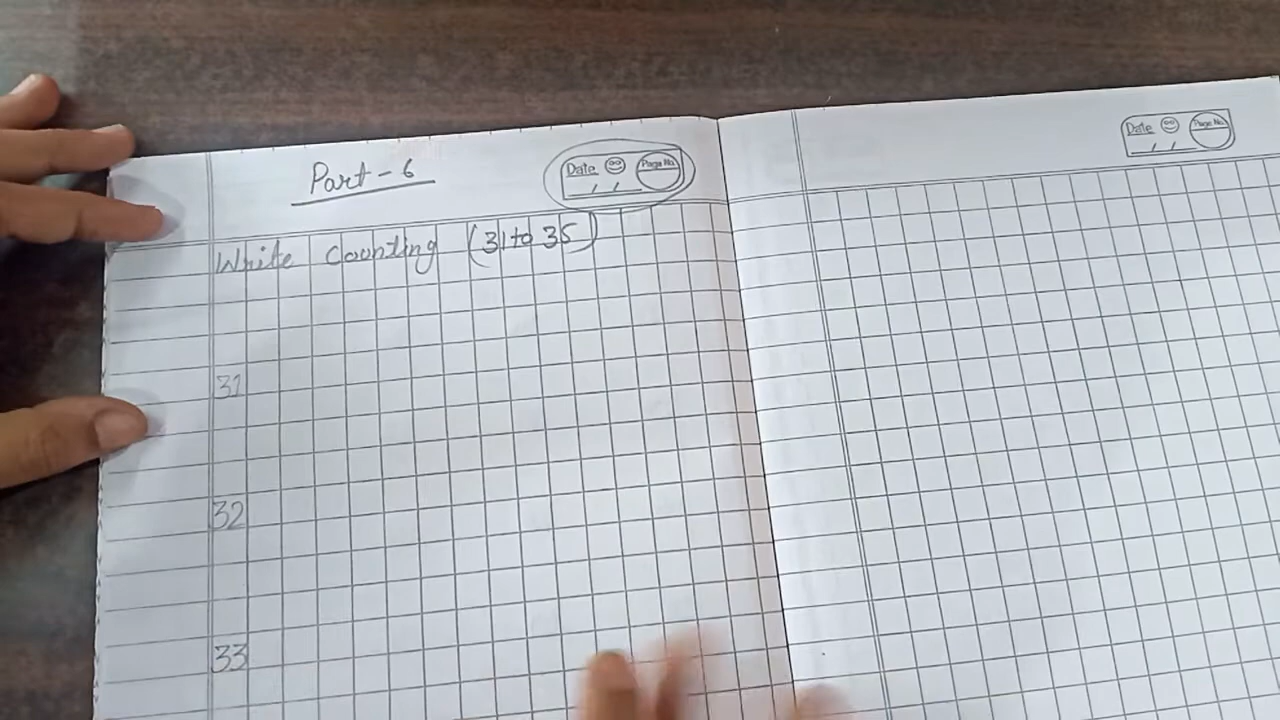 Part-6
Date
Page No.
Date
Page No.
Write Counting (31 to 35)
31
32
33